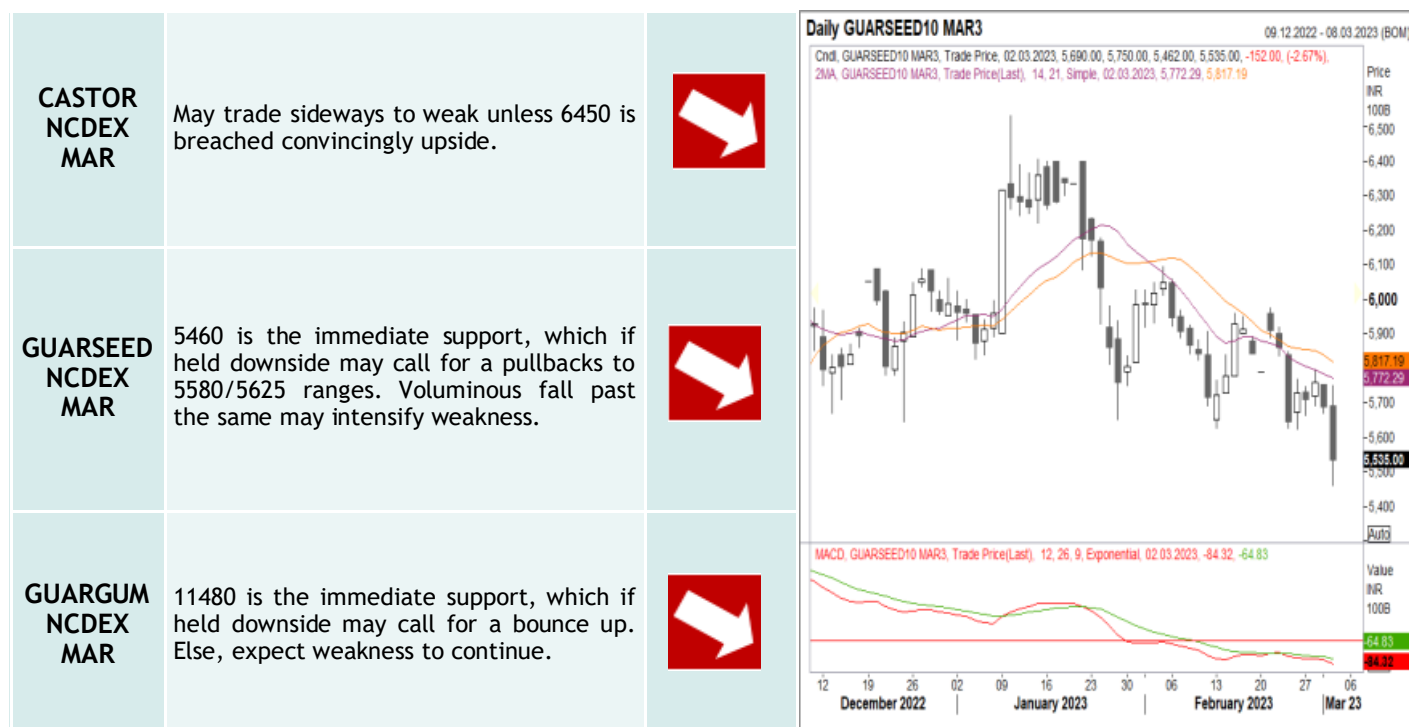 CASTOR
NCDEX
MAR
May trade sideways to weak unless 6450 is
breached convincingly upside.
GUARSEED
NCDEX
MAR
5460 is the immediate support, which if
held downside may call for a pullbacks to
5580/5625 ranges. Voluminous fall past
the same may intensify weakness.
GUARGUM
NCDEX
MAR
11480 is the immediate support, which if
held downside may call for a bounce up.
Else, expect weakness to continue.
Daily GUARSEED10 MAR3
09.12.2022 - 08.03.2023 (BOM)
Cndl, GUARSEED10 MAR3, Trade Price, 02.03.2023, 5,690.00, 5,750.00, 5,462.00, 5,535.00, -152.00, (-2.67%),
2MA, GUARSEED10 MAR3, Trade Price(Last), 14, 21, Simple, 02.03.2023, 5,772.29, 5,817.19
Price
INR
100B
6,500
6,400
6,300
6,200
6,100
6,000
5,900
5,817.19
5,772.29
5,700
5,600
5,535.00
5,500
5,400
Auto
MACD, GUARSEED10 MAR3, Trade Price(Last), 12, 26, 9, Exponential, 02.03.2023, -84.32, -64.83
Value
INR
100B
-64.83
-84.32
12 19 26 02 09 16 23 30 06 13 20 27 06
December 2022 January 2023 February 2023 Mar 23